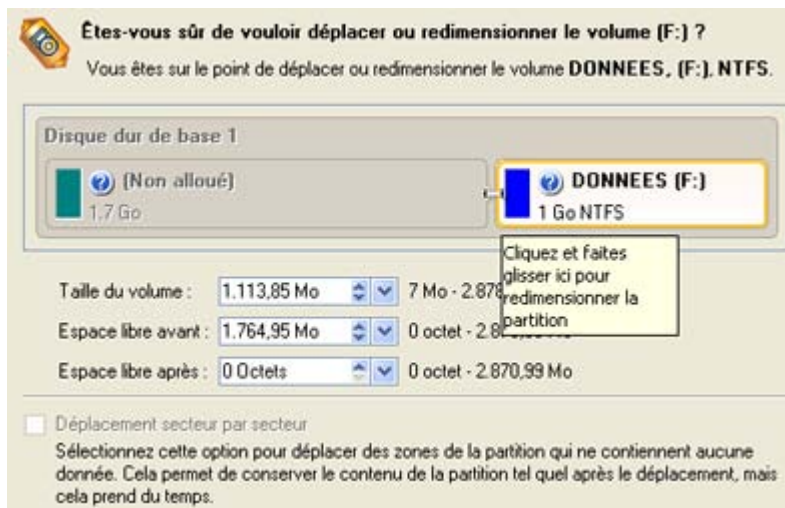 Êtes-vous sûr de vouloir déplacer ou redimensionner le volume (F:) ?
Vous êtes sur le point de déplacer ou redimensionner le volume DONNEES, (F:), NTFS.
Disque dur de base 1
(Non alloué)
1.7 Go
DONNEES (F:)
1 Go NTFS
Cliquez et faites
glisser ici pour
redimensionner la
partition
Taille du volume : 1.113,85 Mo 7 Mo - 2.878
Espace libre avant : 1.764,95 Mo 0 octet -
Espace libre après : 0 Octets 0 octet - 2.870,99 Mo
Déplacement secteur par secteur
Sélectionnez cette option pour déplacer des zones de la partition qui ne contiennent aucune
donnée. Cela permet de conserver le contenu de la partition tel quel après le déplacement, mais
cela prend du temps.